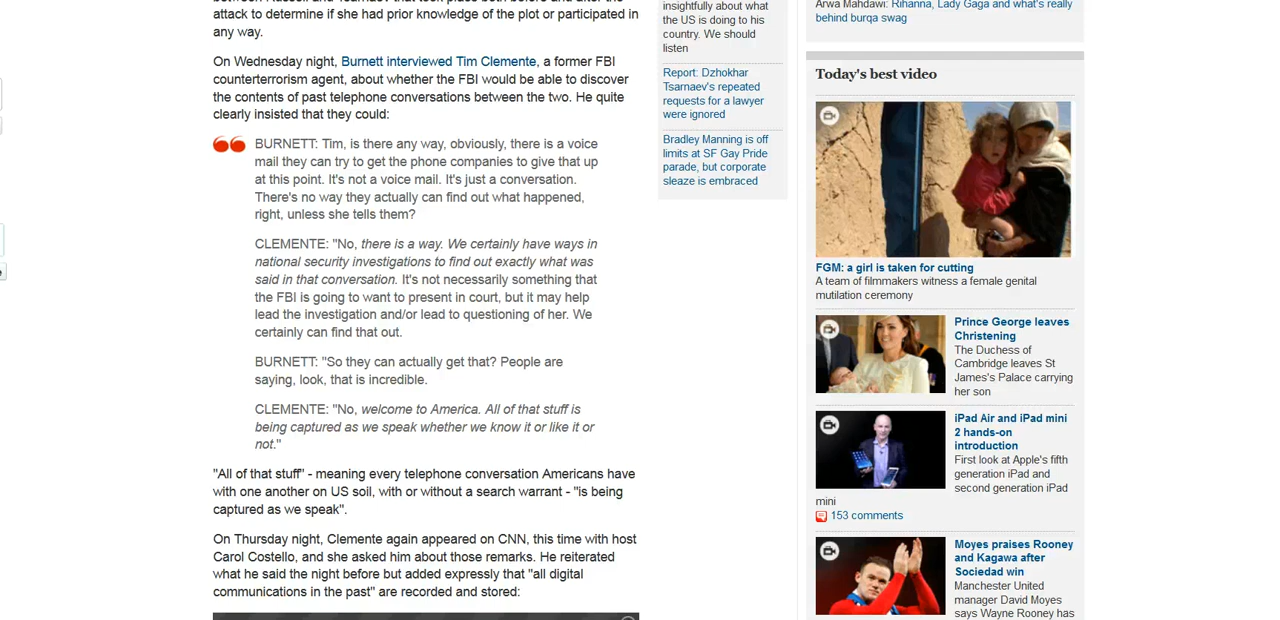 attack to determine if she had prior knowledge of the plot or participated in
any way.
On Wednesday night, Burnett interviewed Tim Clemente, a former FBI
counterterrorism agent, about whether the FBI would be able to discover
the contents of past telephone conversations between the two. He quite
clearly insisted that they could:
BURNETT: Tim, is there any way, obviously, there is a voice
mail they can try to get the phone companies to give that up
at this point. It's not a voice mail. It's just a conversation.
There's no way they actually can find out what happened,
right, unless she tells them?
CLEMENTE: "No, there is a way. We certainly have ways in
national security investigations to find out exactly what was
said in that conversation. It's not necessarily something that
the FBI is going to want to present in court, but it may help
lead the investigation and/or lead to questioning of her. We
certainly can find that out.
BURNETT: "So they can actually get that? People are
saying, look, that is incredible.
CLEMENTE: "No, welcome to America. All of that stuff is
being captured as we speak whether we know it or like it or
not."
"All of that stuff" - meaning every telephone conversation Americans have
with one another on US soil, with or without a search warrant - "is being
captured as we speak".
On Thursday night, Clemente again appeared on CNN, this time with host
Carol Costello, and she asked him about those remarks. He reiterated
what he said the night before but added expressly that "all digital
communications in the past" are recorded and stored:
insightfully about what
the US is doing to his
country. We should
listen
Report: Dzhokhar
Tsarnaev's repeated
requests for a lawyer
were ignored
Bradley Manning is off
limits at SF Gay Pride
parade, but corporate
sleaze is embraced
Arwa Mahdawi: Rihanna, Lady Gaga and what's really
behind burqa swag
Today's best video
FGM: a girl is taken for cutting
A team of filmmakers witness a female genital
mutilation ceremony
Prince George leaves
Christening
The Duchess of
Cambridge leaves St
James's Palace carrying
her son
iPad Air and iPad mini
2 hands-on
introduction
First look at Apple's fifth
generation iPad and
second generation iPad
mini
153 comments
Moyes praises Rooney
and Kagawa after
Sociedad win
Manchester United
manager David Moyes
says Wayne Rooney has